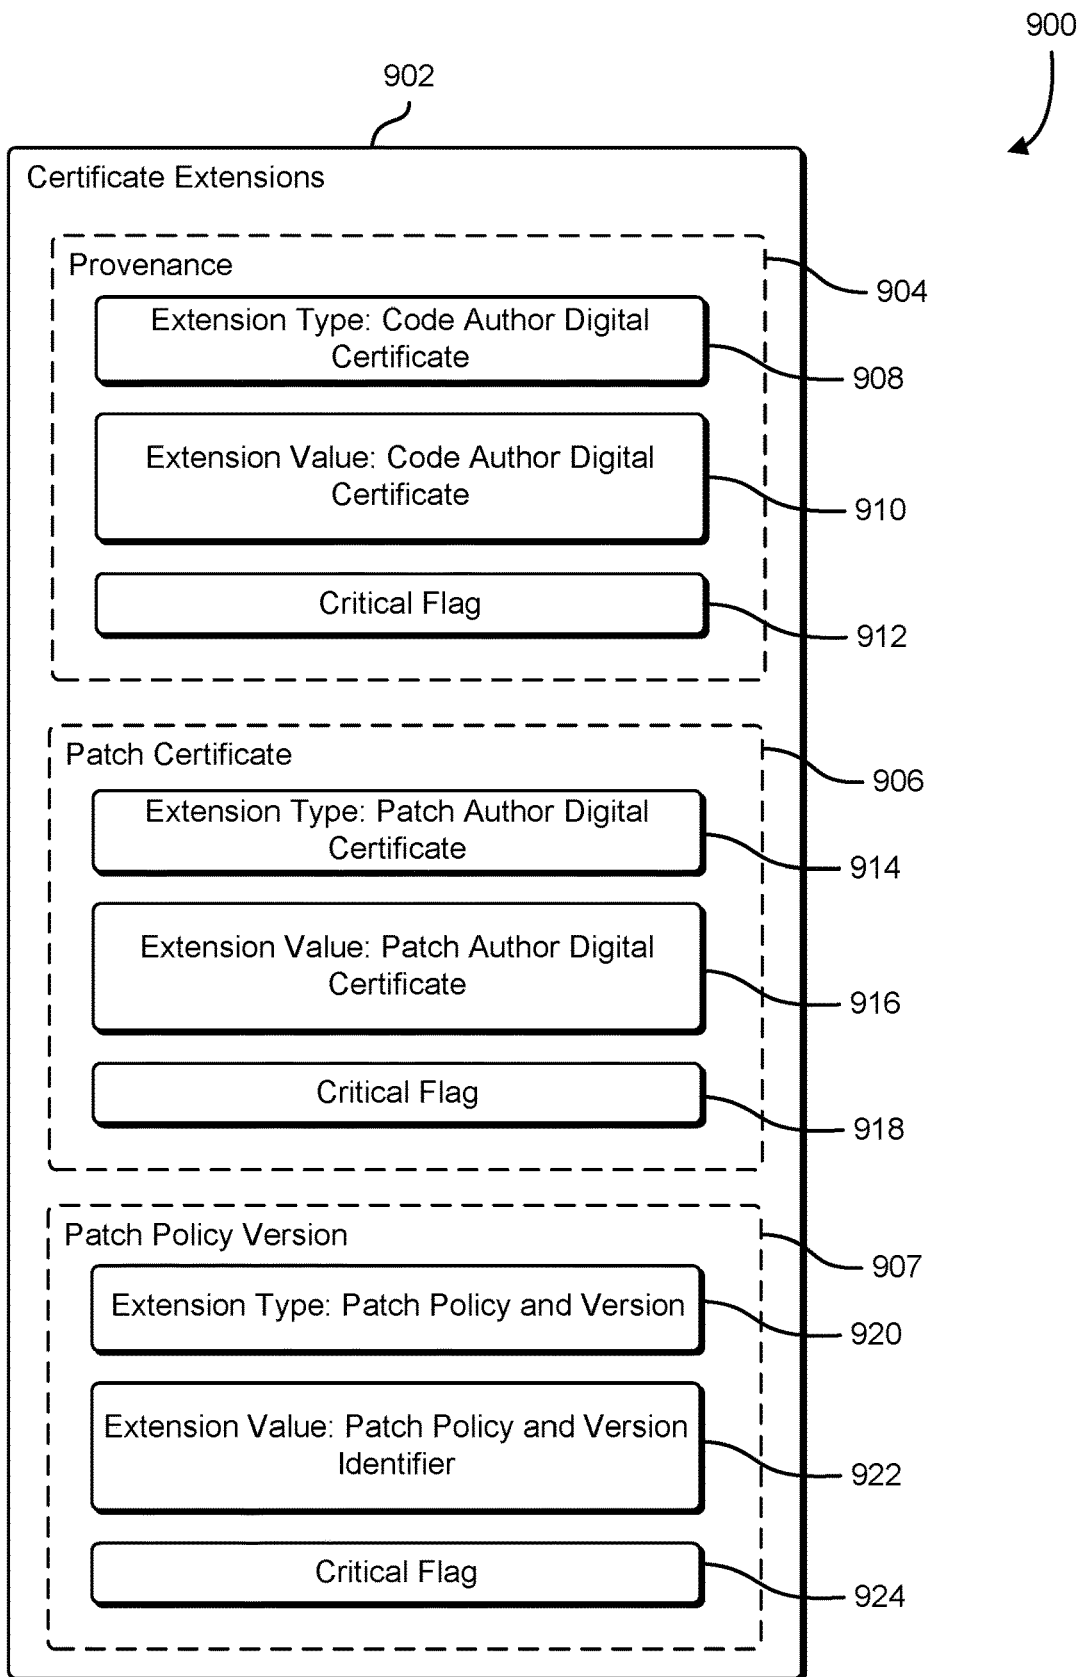 900
902
Certificate Extensions
Provenance
904
Extension Type: Code Author Digital
Certificate
908
Extension Value: Code Author Digital
Certificate
910
Critical Flag
912
Patch Certificate
906
Extension Type: Patch Author Digital
Certificate
914
Extension Value: Patch Author Digital
Certificate
916
Critical Flag
918
Patch Policy Version
907
Extension Type: Patch Policy and Version
920
Extension Value: Patch Policy and Version
Identifier
922
Critical Flag
924